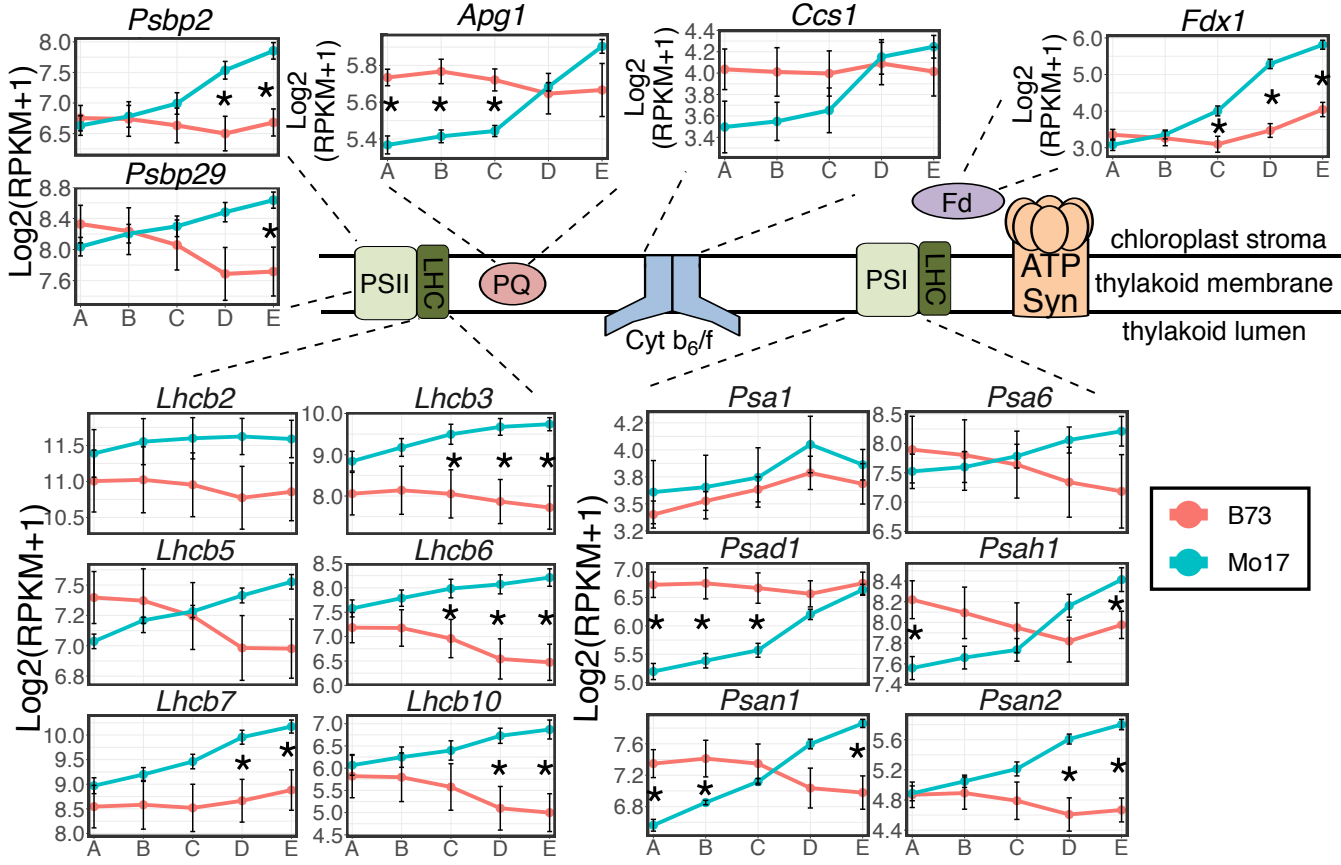 Psbp2
Apg1
Ccs1
Fdx1
Log2(RPKM+1)
8.0
7.5
7.0
6.5
Log2
(RPKM+1)
5.8
5.6
5.4
A B C D E
Log2
(RPKM+1)
4.4
4.2
4.0
3.8
3.6
3.4
A B C D E
Log2
(RPKM+1)
6.0
5.0
4.0
3.0
A B C D E
Psbp29
8.8
8.4
8.0
7.6
A B C D E
PSII
LHC
PQ
Cyt b6/f
PSI
LHC
Fd
ATP
Syn
chloroplast stroma
thylakoid membrane
thylakoid lumen
Log2(RPKM+1)
Lhcb2
11.5
11.0
10.5
Lhcb3
10.0
9.0
8.0
Lhcb5
7.5
7.2
7.0
6.8
Lhcb6
8.5
8.0
7.5
7.0
6.5
6.0
Lhcb7
10.0
9.5
9.0
8.5
8.0
A B C D E
Lhcb10
7.0
6.5
6.0
5.5
5.0
4.5
A B C D E
Log2(RPKM+1)
Psa1
4.2
4.0
3.8
3.5
3.2
Psa6
8.5
8.0
7.5
7.0
6.5
Psad1
7.0
6.5
6.0
5.5
5.0
Psah1
8.4
8.2
8.0
7.8
7.6
7.4
Psan1
7.6
7.2
6.8
A B C D E
Psan2
5.6
5.2
4.8
4.4
A B C D E
B73
Mo17